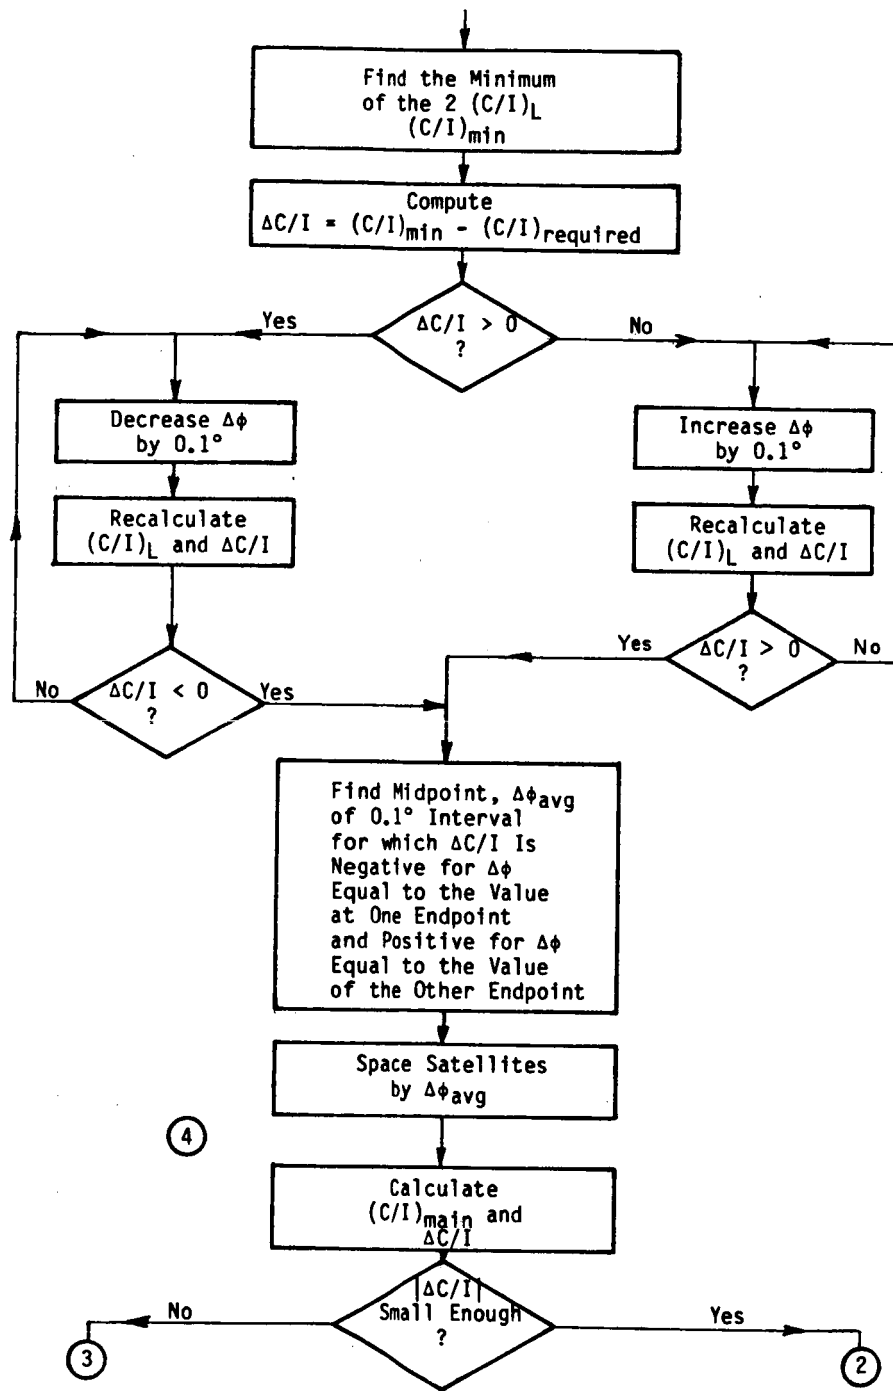 Find the Minimum
of the 2 (C/I)L
(C/I)min
Compute
ΔC/I = (C/I)min - (C/I)required
ΔC/I > 0
?
Yes
No
Decrease Δϕ
by 0.1°
Recalculate
(C/I)L and ΔC/I
ΔC/I < 0
?
No
Yes
Increase Δϕ
by 0.1°
Recalculate
(C/I)L and ΔC/I
ΔC/I > 0
?
Yes
No
Find Midpoint, Δϕavg
of 0.1° Interval
for which ΔC/I Is
Negative for Δϕ
Equal to the Value
at One Endpoint
and Positive for Δϕ
Equal to the Value
of the Other Endpoint
Space Satellites
by Δϕavg
4
Calculate
(C/I)main and
ΔC/I
|ΔC/I|
Small Enough
?
No
Yes
3
2